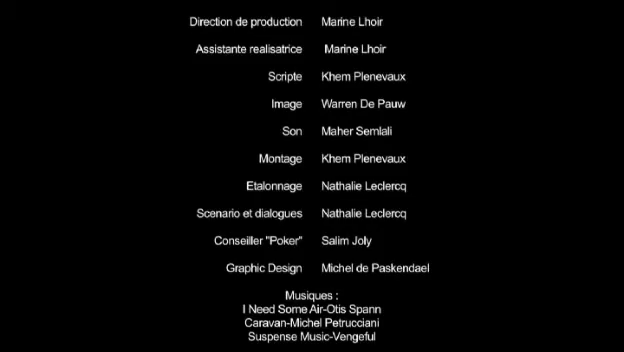 Direction de production Marine Lhoir
Assistante realisatrice Marine Lhoir
Scripte Khem Plenevaux
Image Warren De Pauw
Son Maher Semlali
Montage Khem Plenevaux
Etalonnage Nathalie Leclercq
Scenario et dialogues Nathalie Leclercq
Conseiller "Poker" Salim Joly
Graphic Design Michel de Paskendael
Musiques :
I Need Some Air-Otis Spann
Caravan-Michel Petrucciani
Suspense Music-Vengeful